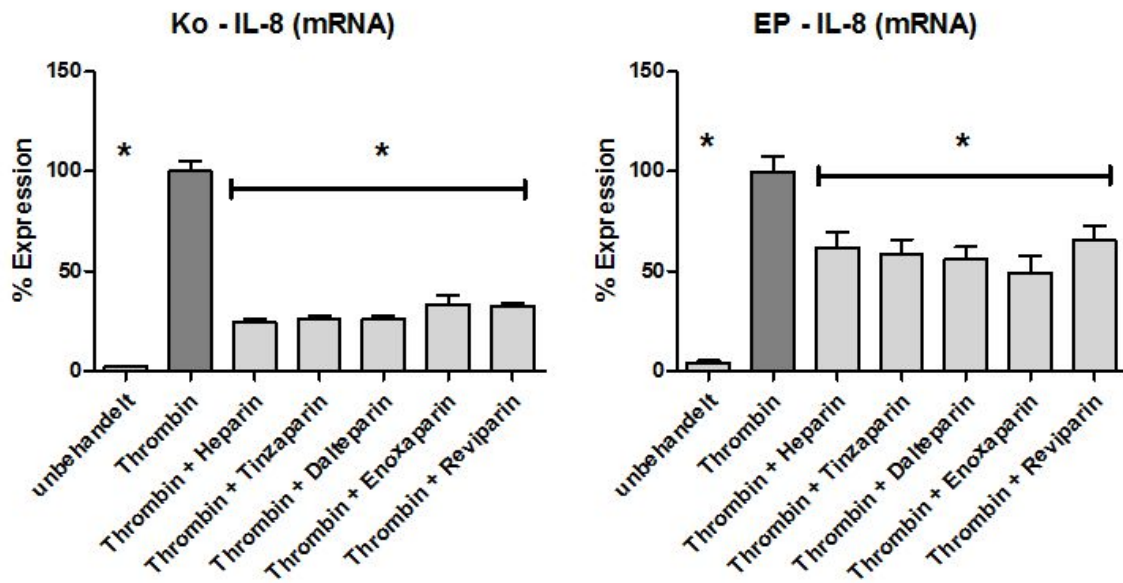 Ko - IL-8 (mRNA)
% Expression
150
100
50
0
*
*
unbehandelt
Thrombin
Thrombin + Heparin
Thrombin + Tinzaparin
Thrombin + Dalteparin
Thrombin + Enoxaparin
Thrombin + Reviparin
EP - IL-8 (mRNA)
% Expression
150
100
50
0
*
*
unbehandelt
Thrombin
Thrombin + Heparin
Thrombin + Tinzaparin
Thrombin + Dalteparin
Thrombin + Enoxaparin
Thrombin + Reviparin